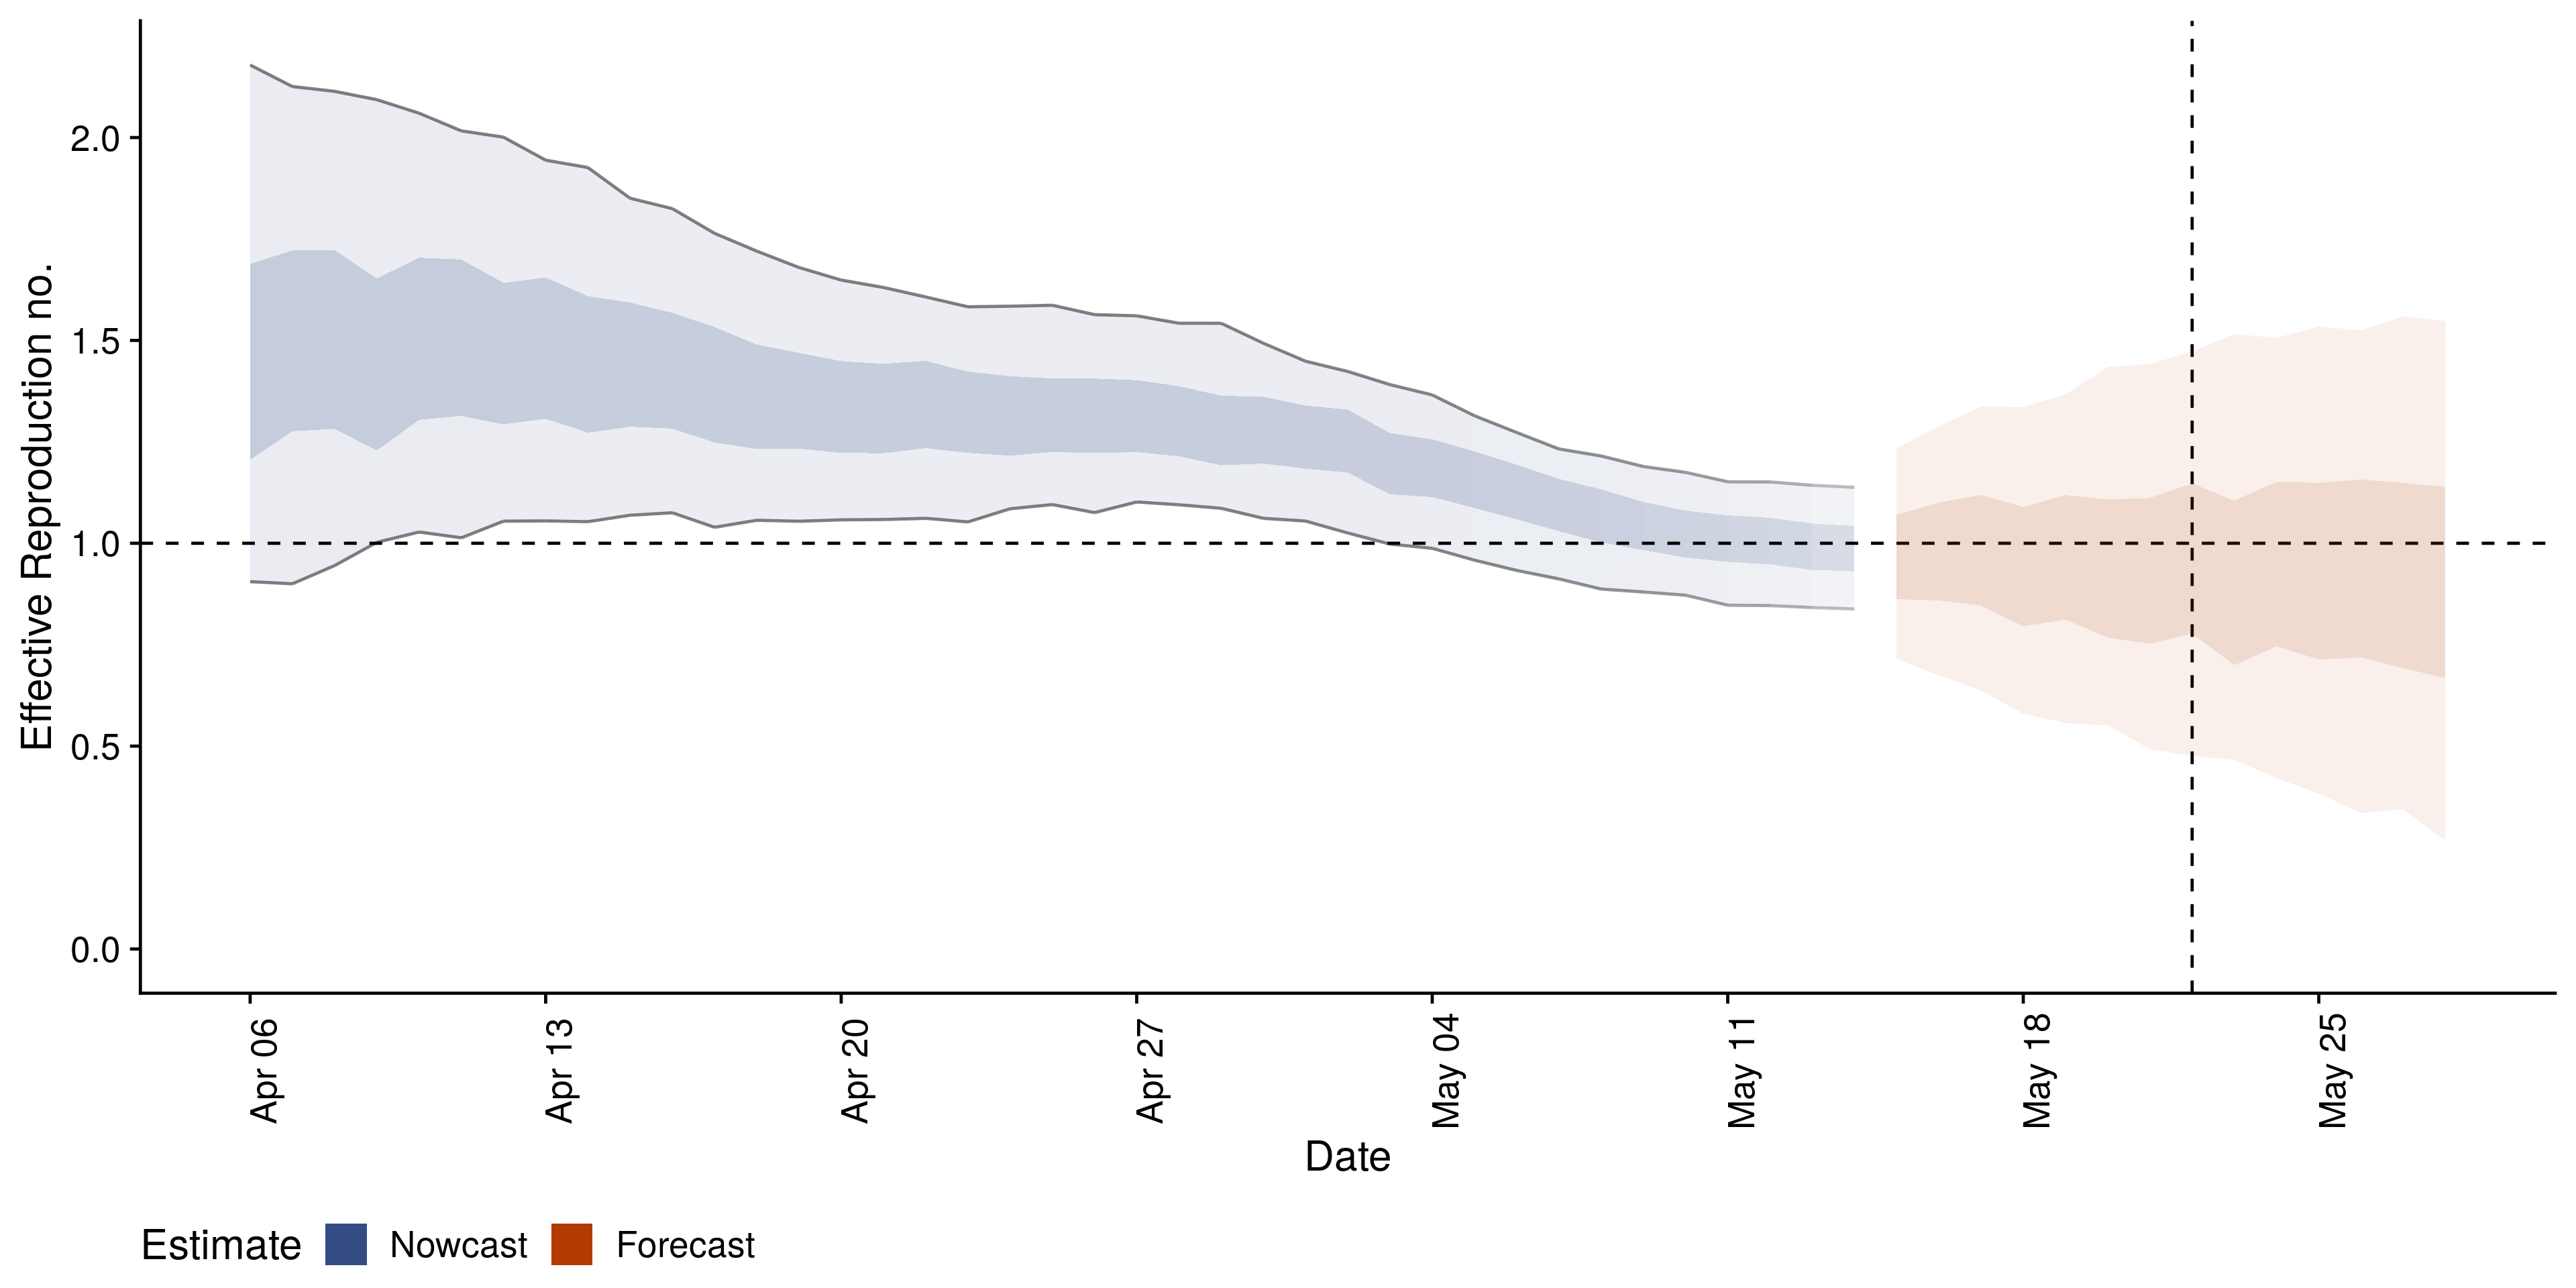 Effective Reproduction no.
2.0
1.5
1.0
0.5
0.0
Apr 06
Apr 13
Apr 20
Apr 27
May 04
May 11
May 18
May 25
Date
Estimate Nowcast Forecast